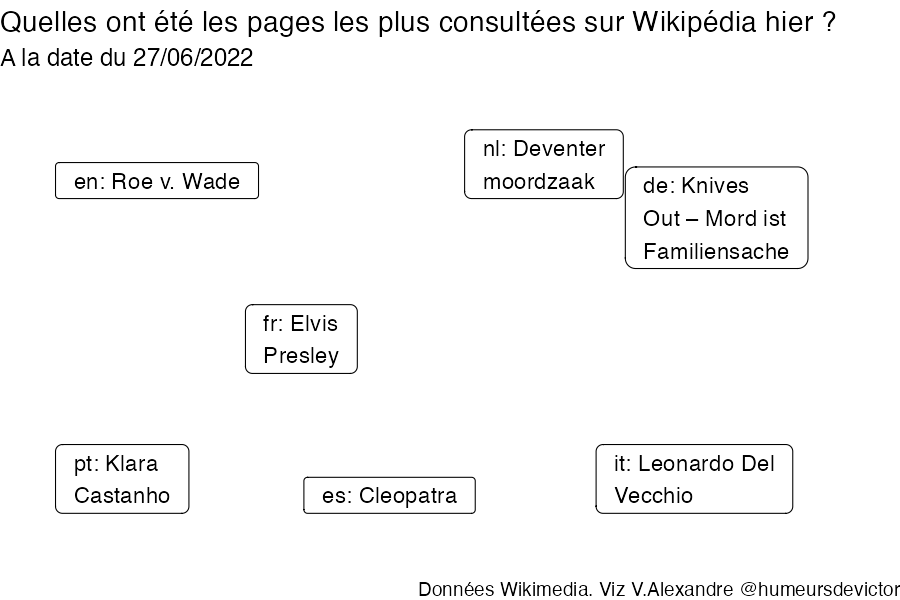 Quelles ont été les pages les plus consultées sur Wikipédia hier ?
A la date du 27/06/2022
en: Roe v. Wade
nl: Deventer
moordzaak
de: Knives
Out – Mord ist
Familiensache
fr: Elvis
Presley
pt: Klara
Castanho
es: Cleopatra
it: Leonardo Del
Vecchio
Données Wikimedia. Viz V.Alexandre @humeursdevictor